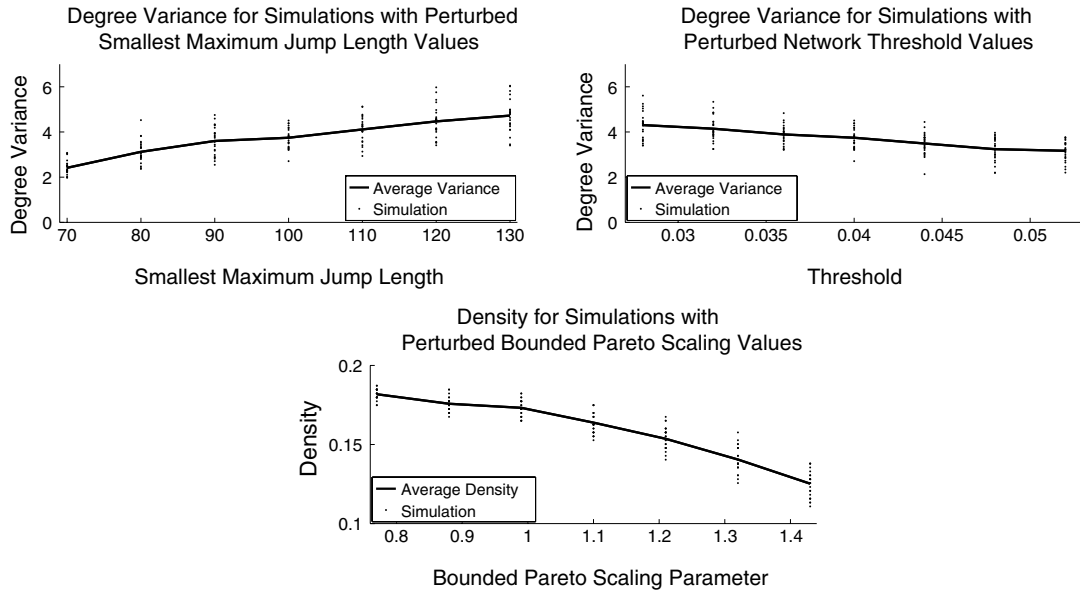 Degree Variance for Simulations with Perturbed
Smallest Maximum Jump Length Values
Degree Variance
6
4
2
0
Average Variance
Simulation
70 80 90 100 110 120 130
Smallest Maximum Jump Length
Degree Variance for Simulations with
Perturbed Network Threshold Values
Degree Variance
6
4
2
0
Average Variance
Simulation
0.03 0.035 0.04 0.045 0.05
Threshold
Density for Simulations with
Perturbed Bounded Pareto Scaling Values
Density
0.2
0.15
0.1
Average Density
Simulation
0.8 0.9 1 1.1 1.2 1.3 1.4
Bounded Pareto Scaling Parameter